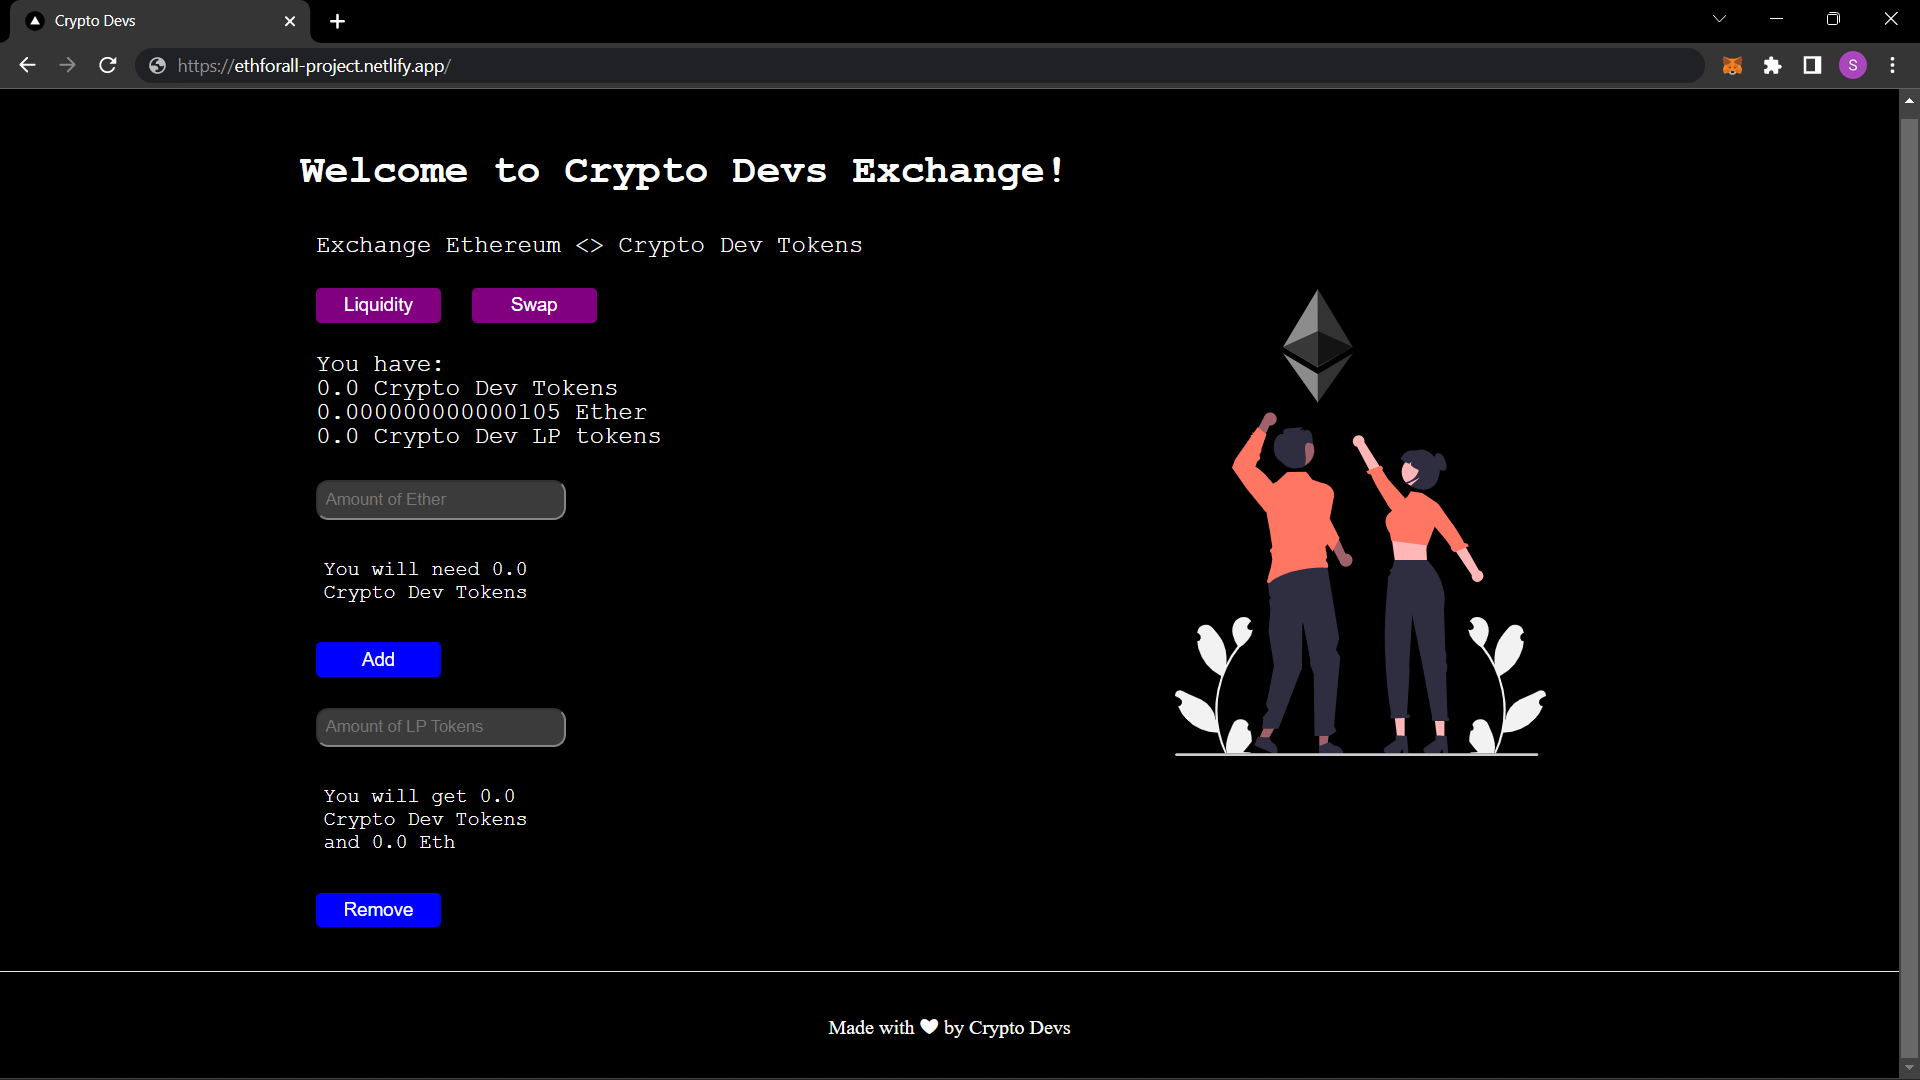 Crypto Devs
https://ethforall-project.netlify.app/
S
Welcome to Crypto Devs Exchange!
Exchange Ethereum <> Crypto Dev Tokens
Liquidity
Swap
You have:
0.0 Crypto Dev Tokens
0.000000000000105 Ether
0.0 Crypto Dev LP tokens
Amount of Ether
You will need 0.0
Crypto Dev Tokens
Add
Amount of LP Tokens
You will get 0.0
Crypto Dev Tokens
and 0.0 Eth
Remove
Made with ❤ by Crypto Devs